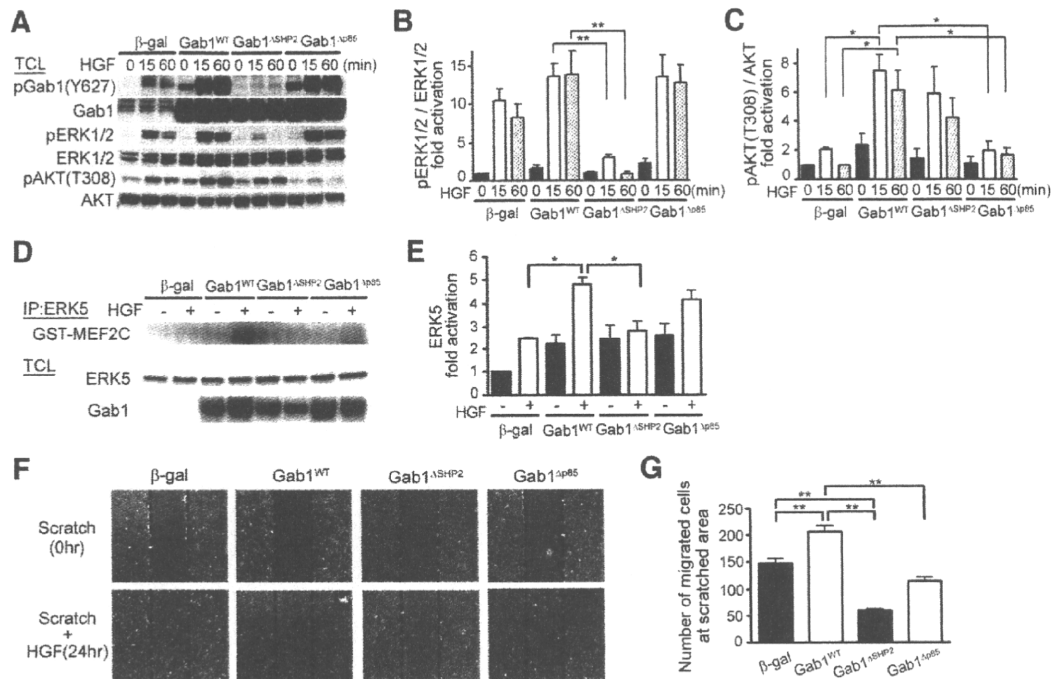 A
β-gal Gab1WT Gab1ΔSHP2 Gab1Δp85
TCL HGF 0 15 60 0 15 60 0 15 60 0 15 60 (min)
pGab1(Y627)
Gab1
pERK1/2
ERK1/2
pAKT(T308)
AKT
B
pERK1/2 / ERK1/2
fold activation
15
10
5
1
**
**
HGF 0 15 60 0 15 60 0 15 60 0 15 60 (min)
β-gal Gab1WT Gab1ΔSHP2 Gab1Δp85
C
pAKT(T308) / AKT
fold activation
10
8
6
4
2
0
*
*
*
*
HGF 0 15 60 0 15 60 0 15 60 0 15 60 (min)
β-gal Gab1WT Gab1ΔSHP2 Gab1Δp85
D
β-gal Gab1WT Gab1ΔSHP2 Gab1Δp85
IP:ERK5 HGF - + - + - + - +
GST-MEF2C
TCL
ERK5
Gab1
E
ERK5
fold activation
6
5
4
3
2
1
0
*
*
HGF - + - + - + - +
β-gal Gab1WT Gab1ΔSHP2 Gab1Δp85
F
β-gal Gab1WT Gab1ΔSHP2 Gab1Δp85
Scratch
(0hr)
Scratch
+
HGF(24hr)
G
Number of migrated cells
at scratched area
250
200
150
100
50
0
**
**
**
**
β-gal Gab1WT Gab1ΔSHP2 Gab1Δp85